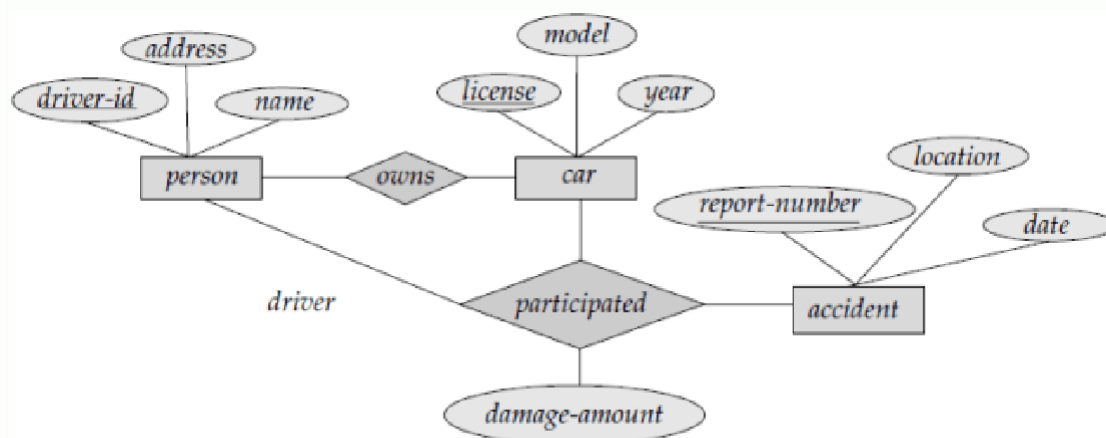 model
address
driver-id
name
license
year
location
person
owns
car
report-number
date
driver
participated
accident
damage-amount